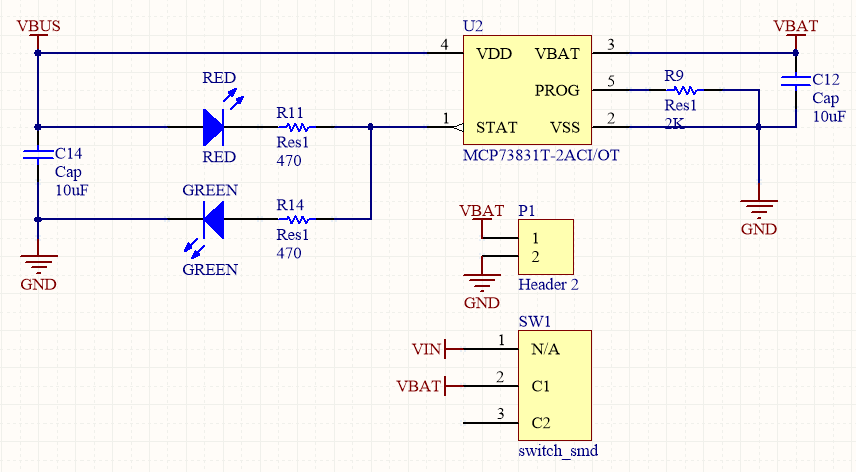 VBUS
U2
VBAT
4
VDD
VBAT
3
RED
R9
C12
PROG
5
Res1
Cap
R11
1
STAT
VSS
2
2K
10uF
RED
Res1
C14
470
MCP73831T-2ACI/OT
Cap
10uF
GREEN
R14
VBAT
P1
Res1
1
GND
470
2
GREEN
GND
Header 2
GND
SW1
VIN
1
N/A
VBAT
2
C1
3
C2
switch_smd